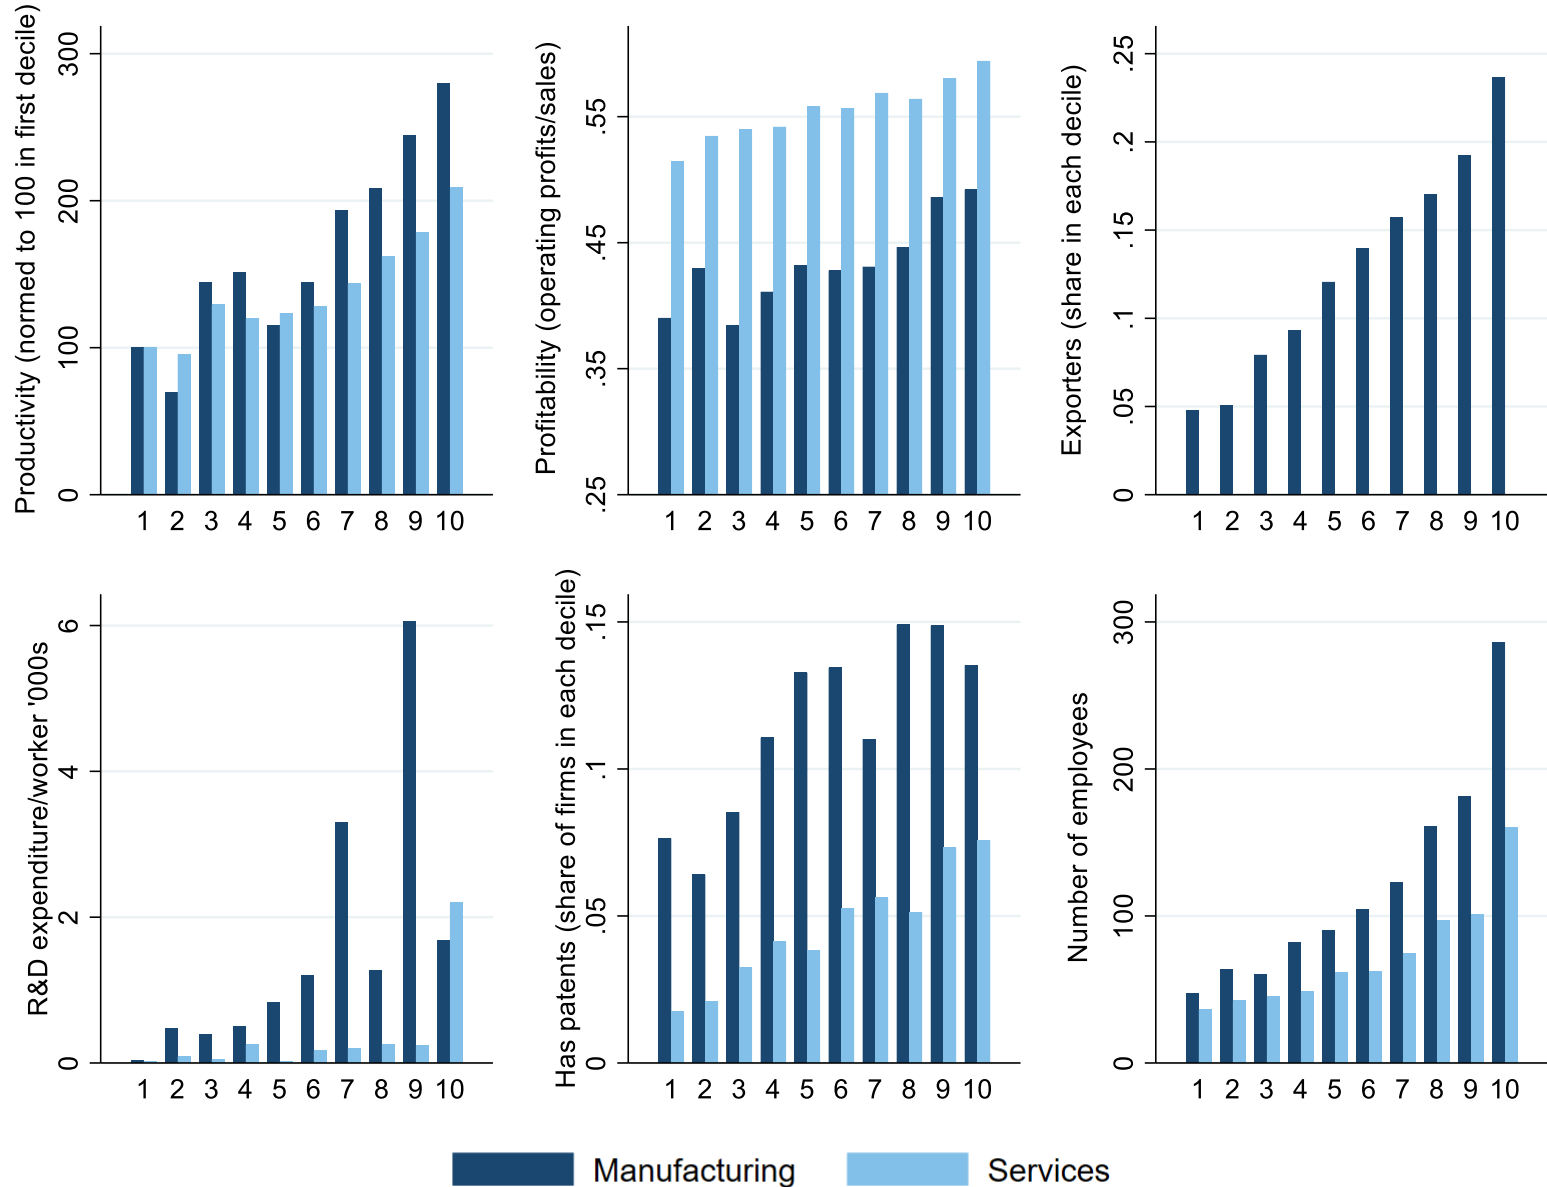 Productivity (normed to 100 in first decile)
300
200
100
0
1 2 3 4 5 6 7 8 9 10
Profitability (operating profits/sales)
.55
.45
.35
.25
1 2 3 4 5 6 7 8 9 10
Exporters (share in each decile)
.25
.2
.15
.1
.05
0
1 2 3 4 5 6 7 8 9 10
R&D expenditure/worker '000s
6
4
2
0
1 2 3 4 5 6 7 8 9 10
Has patents (share of firms in each decile)
.15
.1
.05
0
1 2 3 4 5 6 7 8 9 10
Number of employees
300
200
100
0
1 2 3 4 5 6 7 8 9 10
Manufacturing
Services